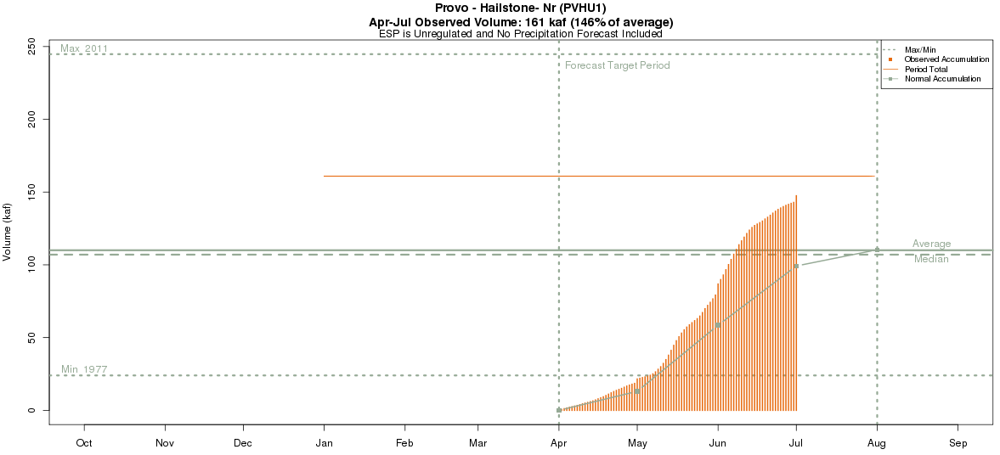 Provo - Hailstone- Nr (PVHU1)
Apr-Jul Observed Volume: 161 kaf (146% of average)
ESP is Unregulated and No Precipitation Forecast Included
Max 2011
Forecast Target Period
Max/Min
Observed Accumulation
Period Total
Normal Accumulation
Average
Median
Min 1977
Volume (kaf)
250
200
150
100
50
0
Oct Nov Dec Jan Feb Mar Apr May Jun Jul Aug Sep